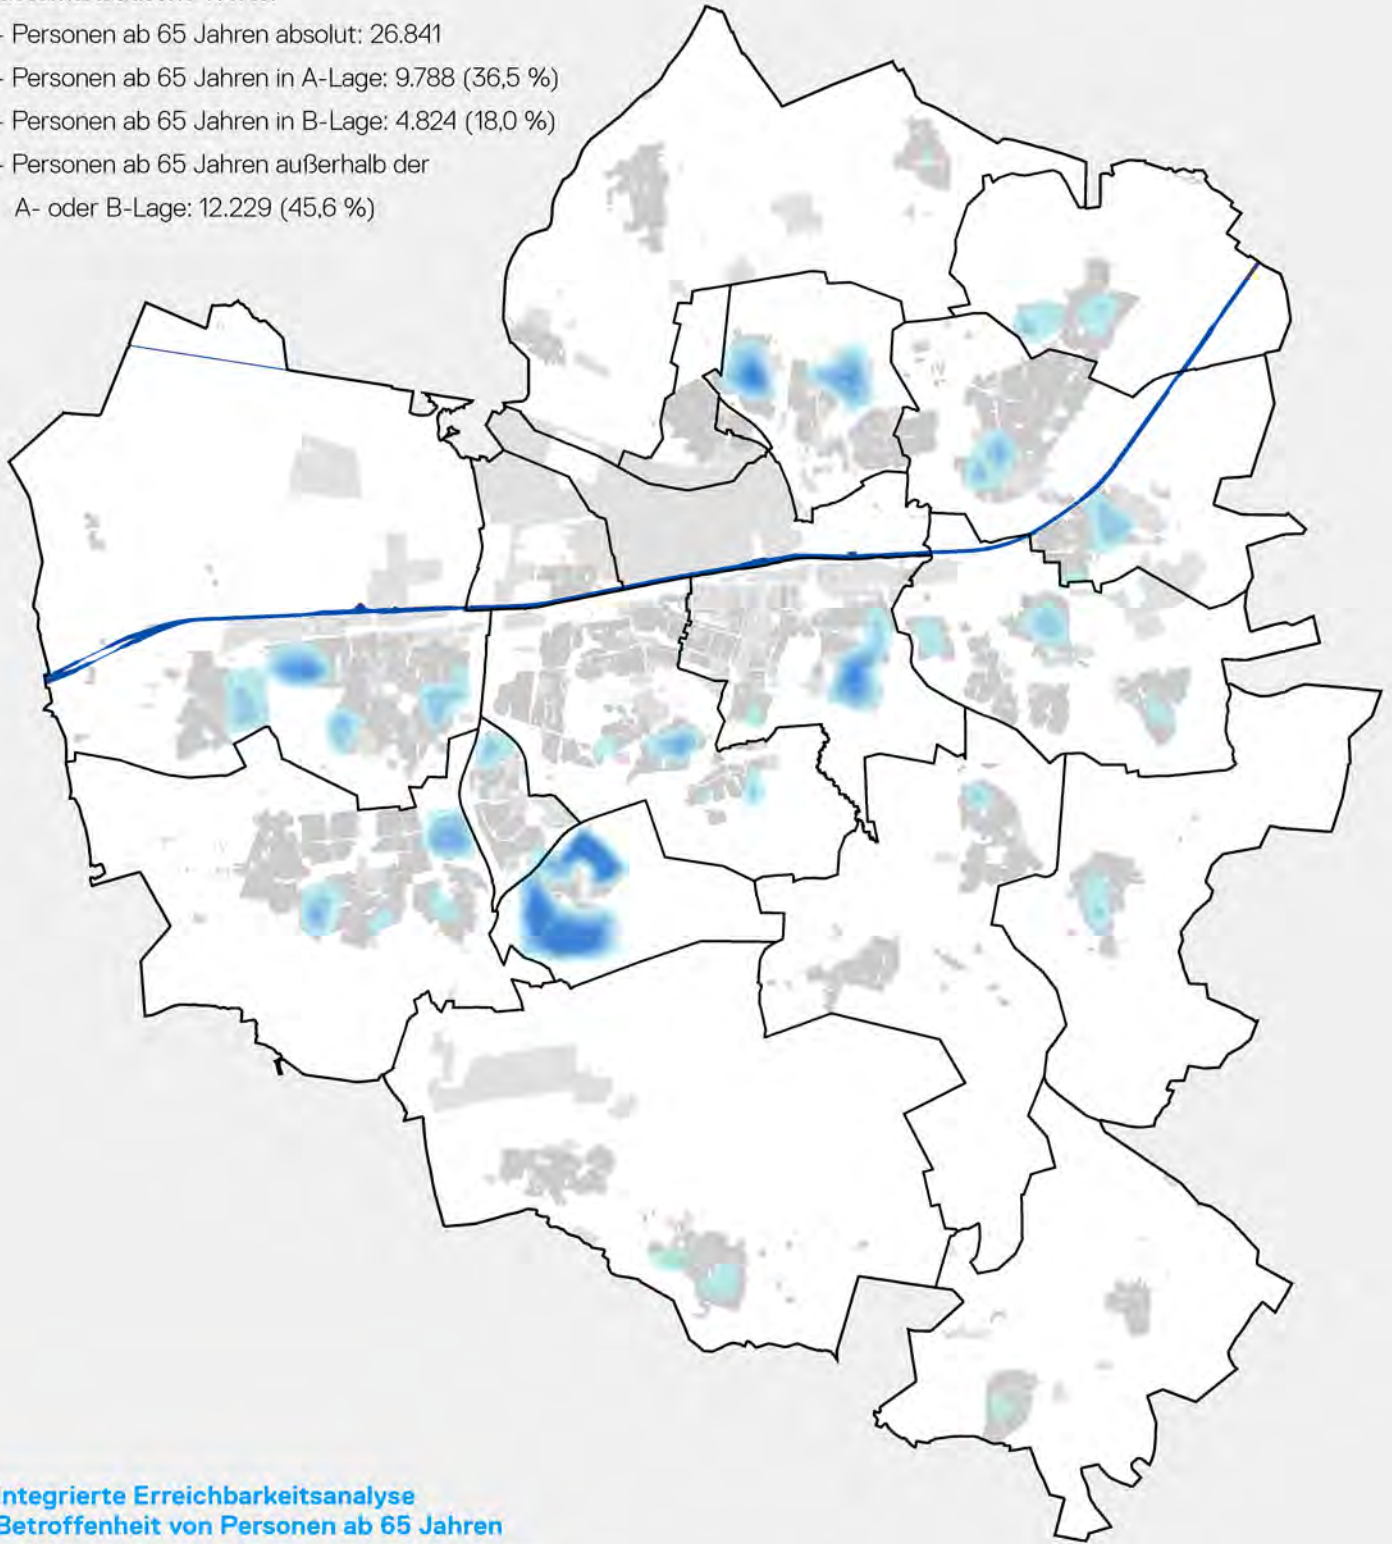 - Personen ab 65 Jahren absolut: 26.841
- Personen ab 65 Jahren in A-Lage: 9.788 (36,5 %)
- Personen ab 65 Jahren in B-Lage: 4.824 (18,0 %)
- Personen ab 65 Jahren außerhalb der
A- oder B-Lage: 12.229 (45,6 %)
Integrierte Erreichbarkeitsanalyse
Betroffenheit von Personen ab 65 Jahren